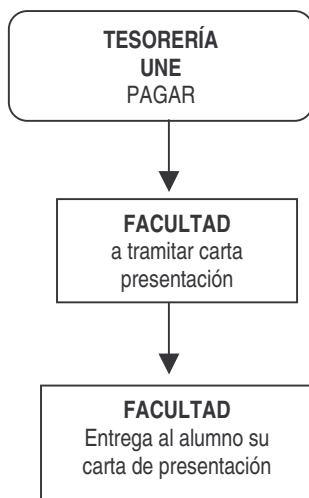 TESORERÍA
UNE
PAGAR
FACULTAD
a tramitar carta
presentación
FACULTAD
Entrega al alumno su
carta de presentación